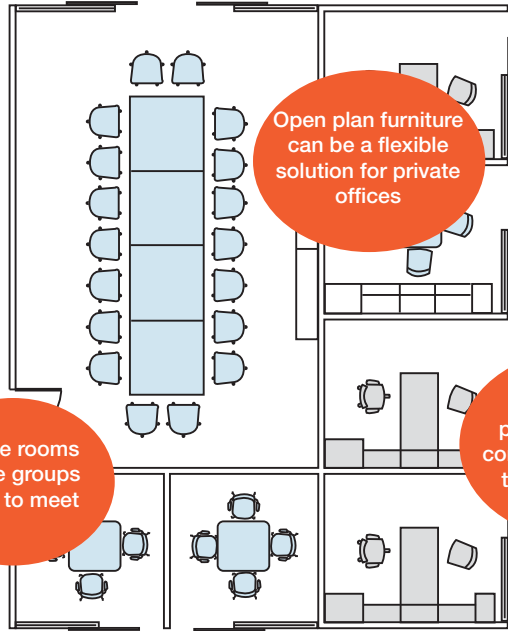 Open plan furniture
can be a flexible
solution for private
offices
e rooms
e groups
to meet